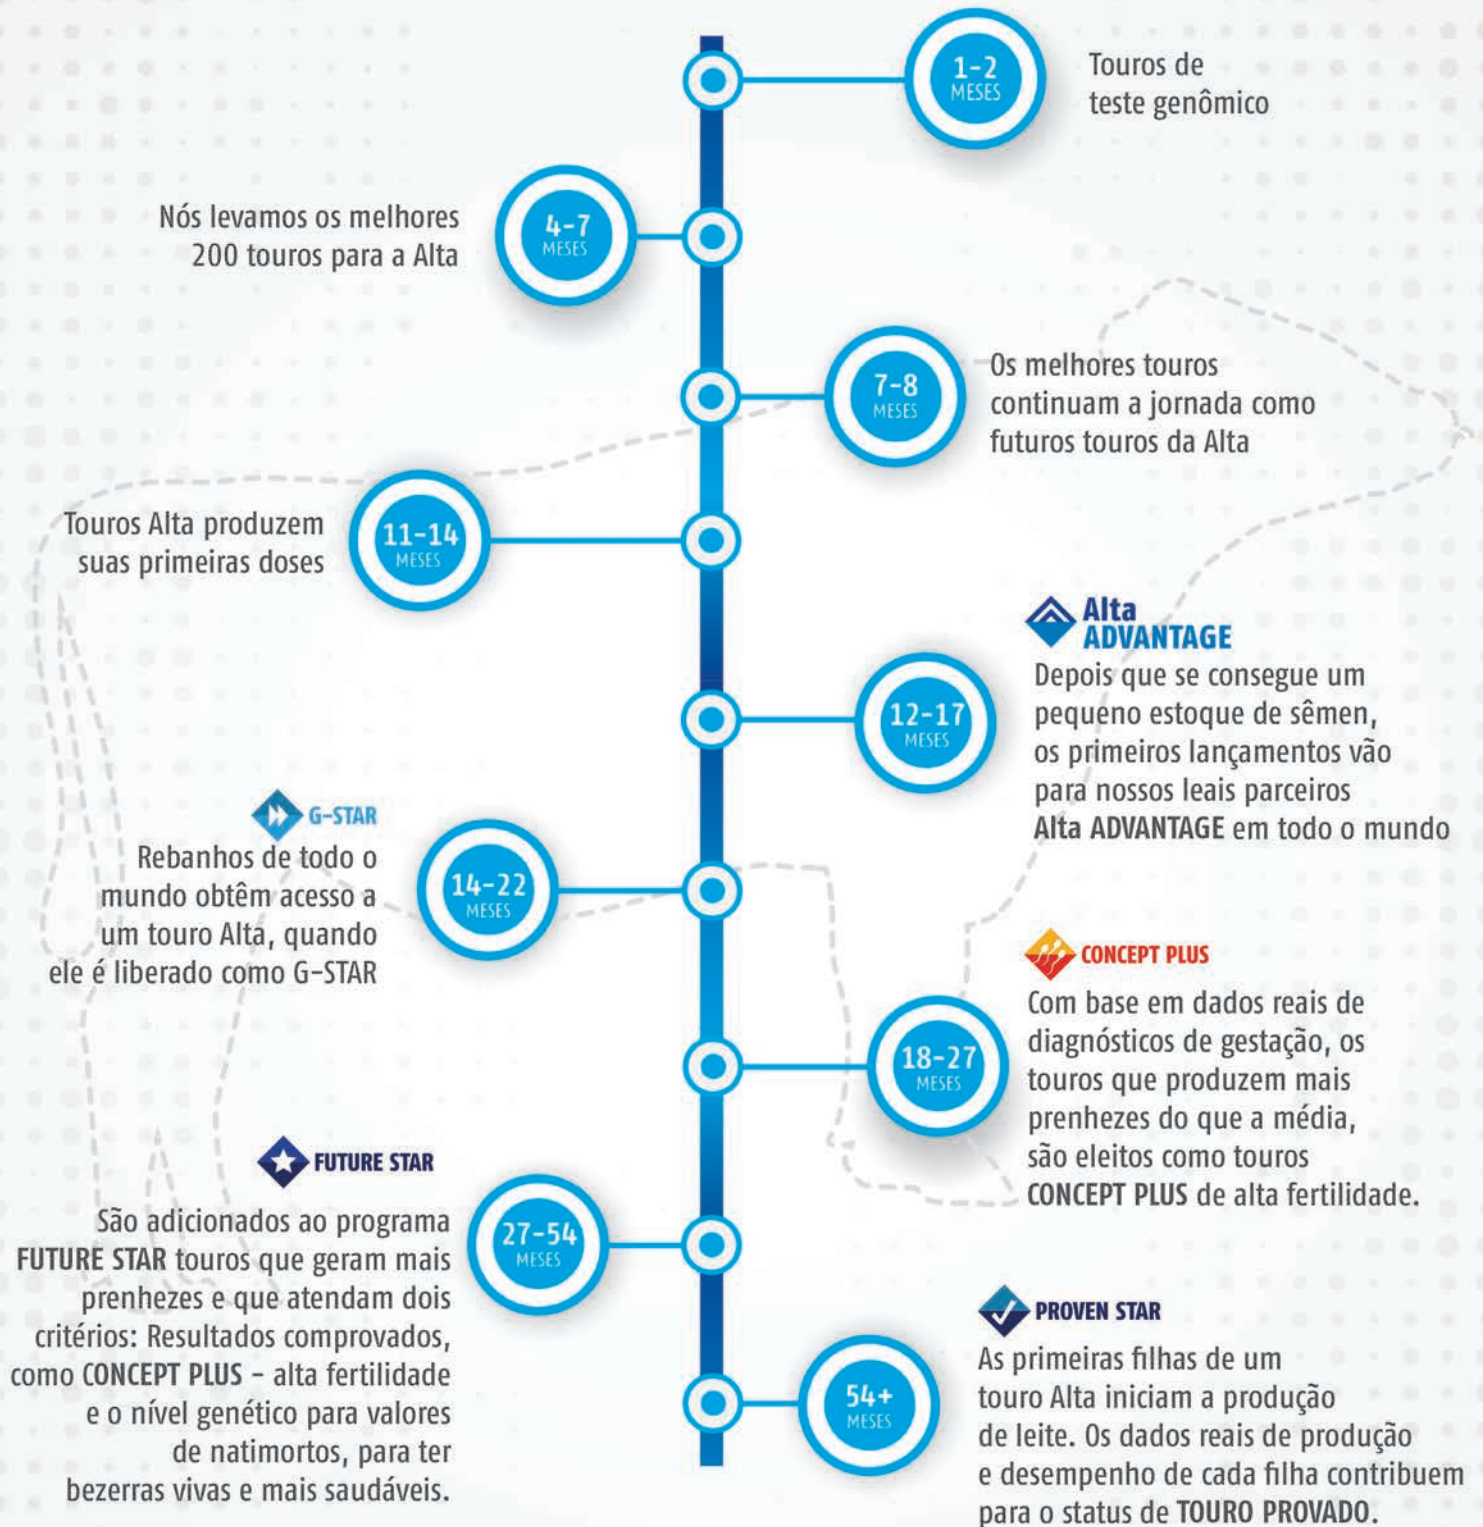 1-2
MESES
Touros de
teste genômico
4-7
MESES
Nós levamos os melhores
200 touros para a Alta
7-8
MESES
Os melhores touros
continuam a jornada como
futuros touros da Alta
11-14
MESES
Touros Alta produzem
suas primeiras doses
12-17
MESES
Alta
ADVANTAGE
Depois que se consegue um
pequeno estoque de sêmen,
os primeiros lançamentos vão
para nossos leais parceiros
Alta ADVANTAGE em todo o mundo
14-22
MESES
G-STAR
Rebanhos de todo o
mundo obtêm acesso a
um touro Alta, quando
ele é liberado como G-STAR
18-27
MESES
CONCEPT PLUS
Com base em dados reais de
diagnósticos de gestação, os
touros que produzem mais
prenhezes do que a média,
são eleitos como touros
CONCEPT PLUS de alta fertilidade.
27-54
MESES
FUTURE STAR
São adicionados ao programa
FUTURE STAR touros que geram mais
prenhezes e que atendam dois
critérios: Resultados comprovados,
como CONCEPT PLUS - alta fertilidade
e o nível genético para valores
de natimortos, para ter
bezerras vivas e mais saudáveis.
54+
MESES
PROVEN STAR
As primeiras filhas de um
touro Alta iniciam a produção
de leite. Os dados reais de produção
e desempenho de cada filha contribuem
para o status de TOURO PROVADO.